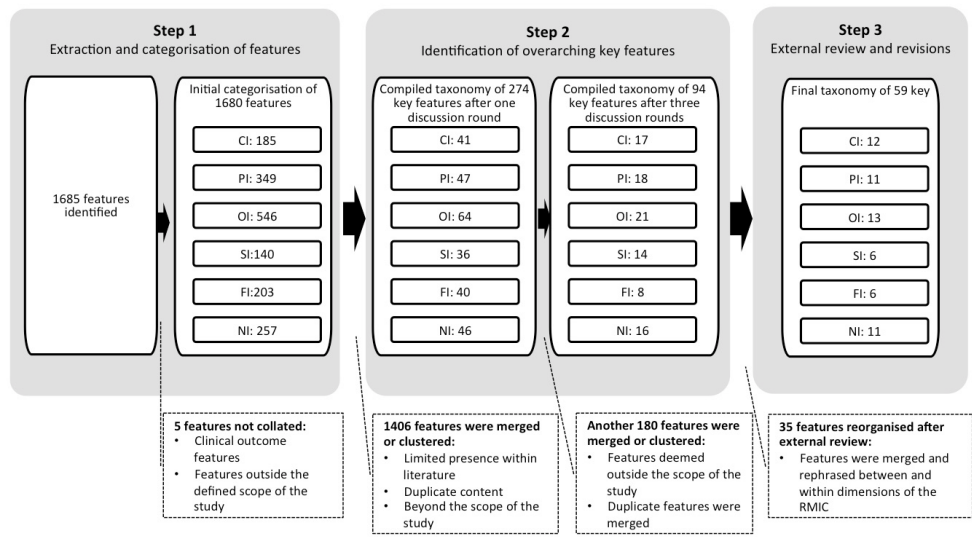 Step 1
Extraction and categorisation of features
1685 features
identified
Initial categorisation of
1680 features
CI: 185
PI: 349
OI: 546
SI:140
FI:203
NI: 257
Step 2
Identification of overarching key features
Compiled taxonomy of 274
key features after one
discussion round
CI: 41
PI: 47
OI: 64
SI: 36
FI: 40
NI: 46
Compiled taxonomy of 94
key features after three
discussion rounds
CI: 17
PI: 18
OI: 21
SI: 14
FI: 8
NI: 16
Step 3
External review and revisions
Final taxonomy of 59 key
CI: 12
PI: 11
OI: 13
SI: 6
FI: 6
NI: 11
5 features not collated:
• Clinical outcome
features
• Features outside the
defined scope of the
study
1406 features were merged
or clustered:
• Limited presence within
literature
• Duplicate content
• Beyond the scope of the
study
Another 180 features were
merged or clustered:
• Features deemed
outside the scope of the
study
• Duplicate features were
merged
35 features reorganised after
external review:
• Features were merged and
rephrased between and
within dimensions of the
RMIC